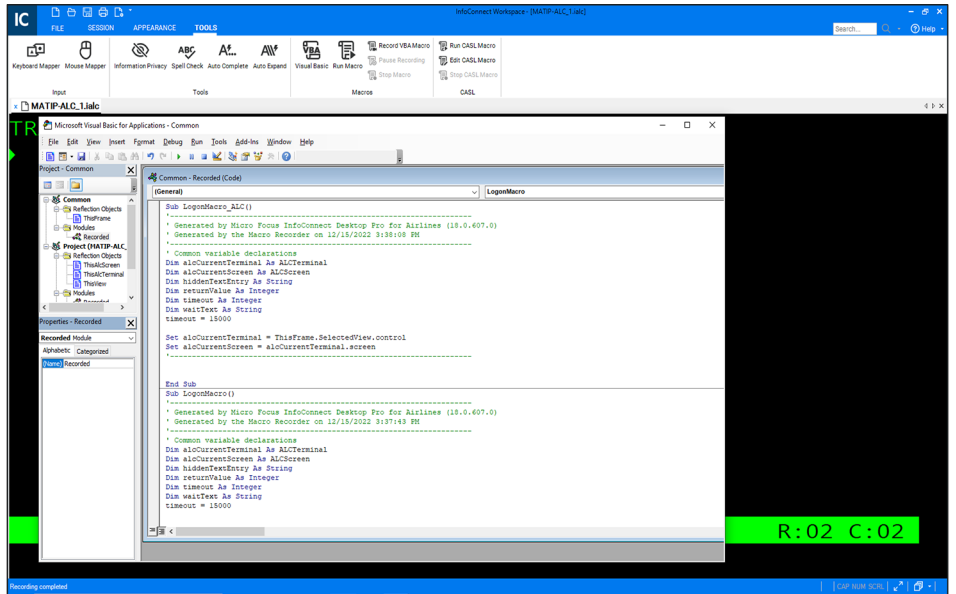 IC
InfoConnect Workspace - [MATIP-ALC_1.ialc]
FILE SESSION APPEARANCE TOOLS
Search...
Help
Keyboard Mapper Mouse Mapper
Input
Information Privacy Spell Check Auto Complete Auto Expand
Tools
Visual Basic Run Macro
Record VBA Macro
Pause Recording
Stop Macro
Macros
Run CASL Macro
Edit CASL Macro
Stop CASL Macro
CASL
MATIP-ALC_1.ialc
TR
Microsoft Visual Basic for Applications - Common
File Edit View Insert Format Debug Run Tools Add-Ins Window Help
Project - Common
Common
Reflection Objects
ThisFrame
Modules
Recorded
Project (MATIP-ALC_
Reflection Objects
ThisAlcScreen
ThisAlcTerminal
ThisView
Modules
Recorded
Properties - Recorded
Recorded Module
Alphabetic Categorized
(Name) Recorded
Common - Recorded (Code)
(General) LogonMacro
Sub LogonMacro_ALC()
'----------------------------------------------------------------------
' Generated by Micro Focus InfoConnect Desktop Pro for Airlines (18.0.607.0)
' Generated by the Macro Recorder on 12/15/2022 3:38:08 PM
'----------------------------------------------------------------------
' Common variable declarations
Dim alcCurrentTerminal As ALCTerminal
Dim alcCurrentScreen As ALCScreen
Dim hiddenTextEntry As String
Dim returnValue As Integer
Dim timeout As Integer
Dim waitText As String
timeout = 15000
Set alcCurrentTerminal = ThisFrame.SelectedView.control
Set alcCurrentScreen = alcCurrentTerminal.screen
'----------------------------------------------------------------------
End Sub
Sub LogonMacro()
'----------------------------------------------------------------------
' Generated by Micro Focus InfoConnect Desktop Pro for Airlines (18.0.607.0)
' Generated by the Macro Recorder on 12/15/2022 3:37:43 PM
'----------------------------------------------------------------------
' Common variable declarations
Dim alcCurrentTerminal As ALCTerminal
Dim alcCurrentScreen As ALCScreen
Dim hiddenTextEntry As String
Dim returnValue As Integer
Dim timeout As Integer
Dim waitText As String
timeout = 15000
R:02 C:02
Recording completed
CAP NUM SCRL